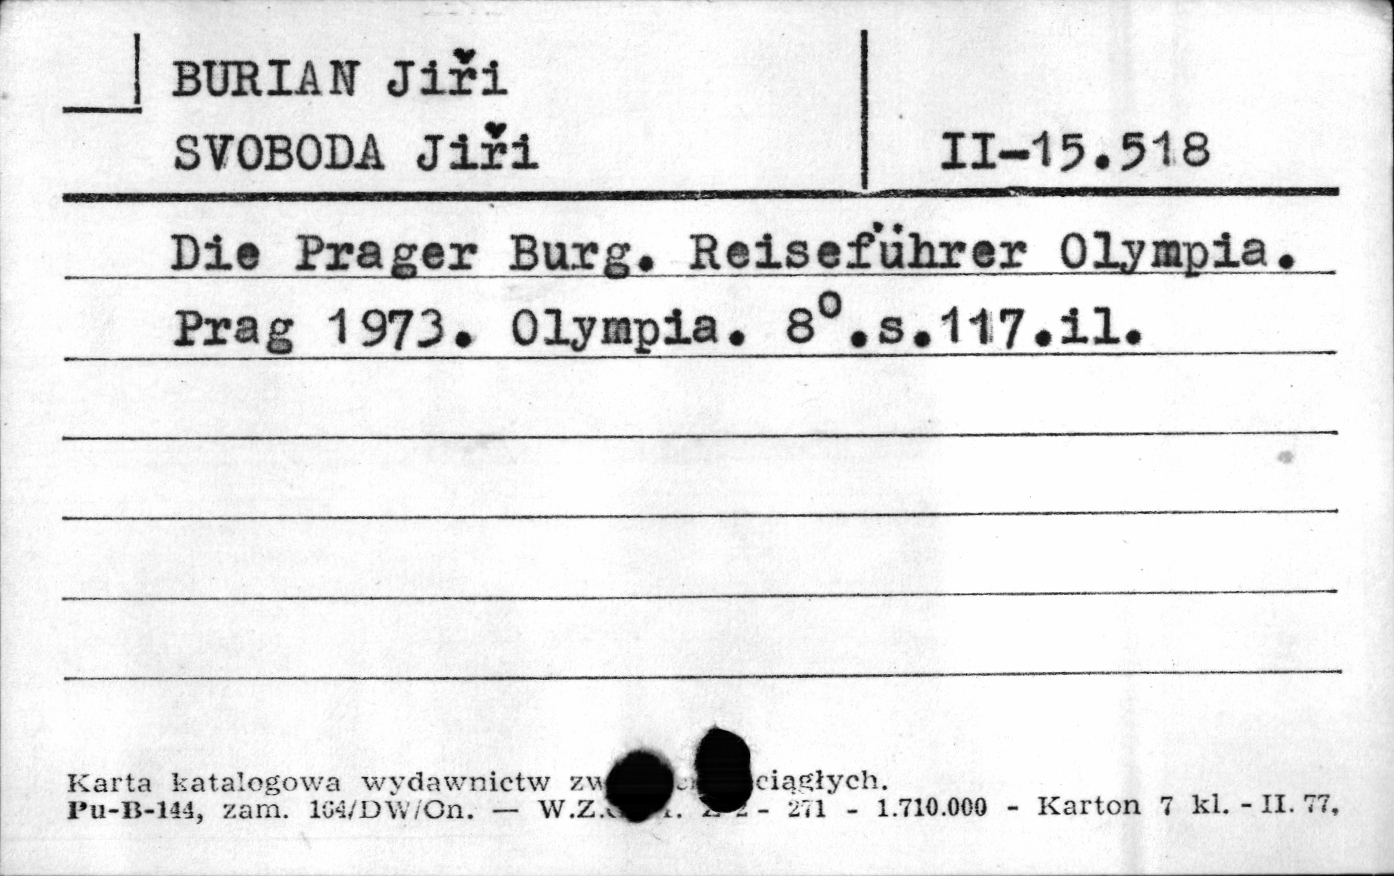 BURIAN Jiři
SVOBODA Jiři
II-15.518
Die Prager Burg. Reiseführer Olympia.
Prag 1973. Olympia. 8°.s.117.il.
Karta katalogowa wydawnictw ciągłych.
Pu-B-144, zam. 164/DW/On. — - 271 - 1.710.000 - Karton 7 kl. - II. 77.